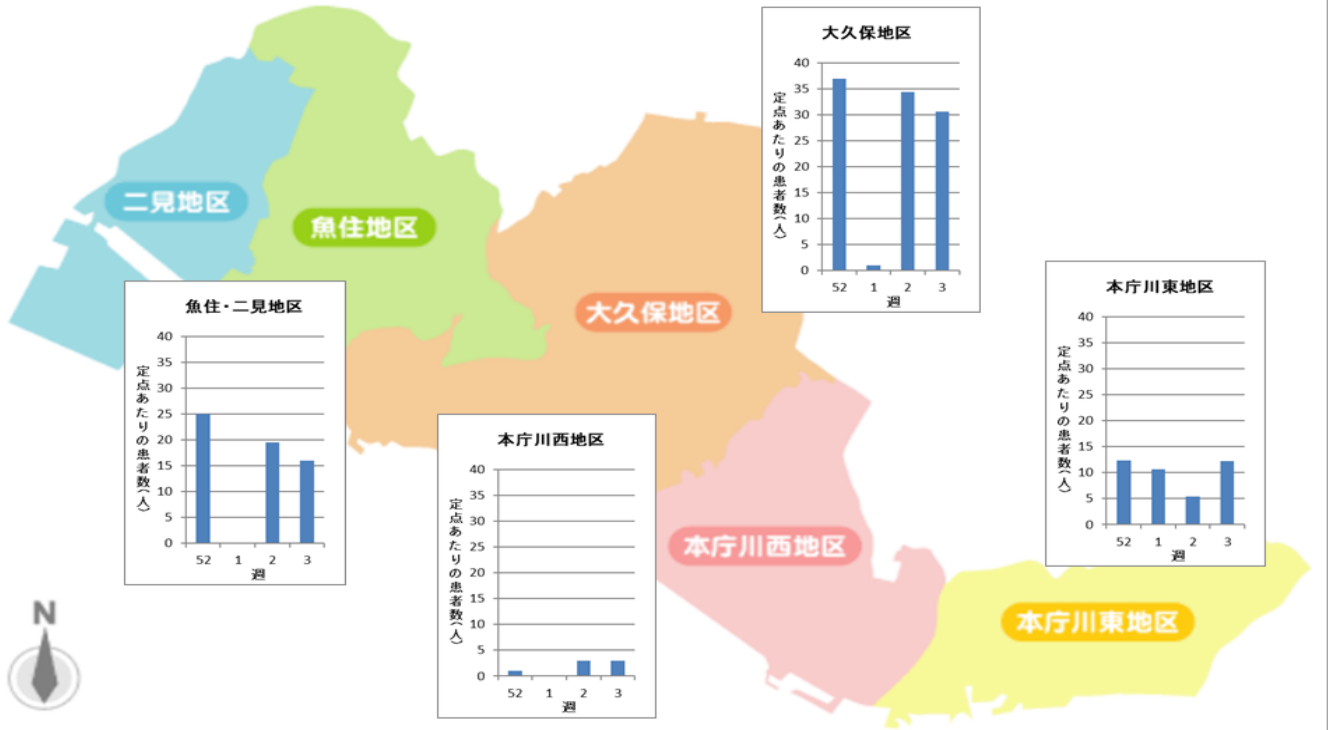 大久保地区
定点あたりの患者数(人)
40
35
30
25
20
15
10
5
0
52 1 2 3
週
二見地区
魚住地区
大久保地区
魚住・二見地区
定点あたりの患者数(人)
40
35
30
25
20
15
10
5
0
52 1 2 3
週
本庁川東地区
定点あたりの患者数(人)
40
35
30
25
20
15
10
5
0
52 1 2 3
週
本庁川西地区
定点あたりの患者数(人)
40
35
30
25
20
15
10
5
0
52 1 2 3
週
本庁川西地区
本庁川東地区
N